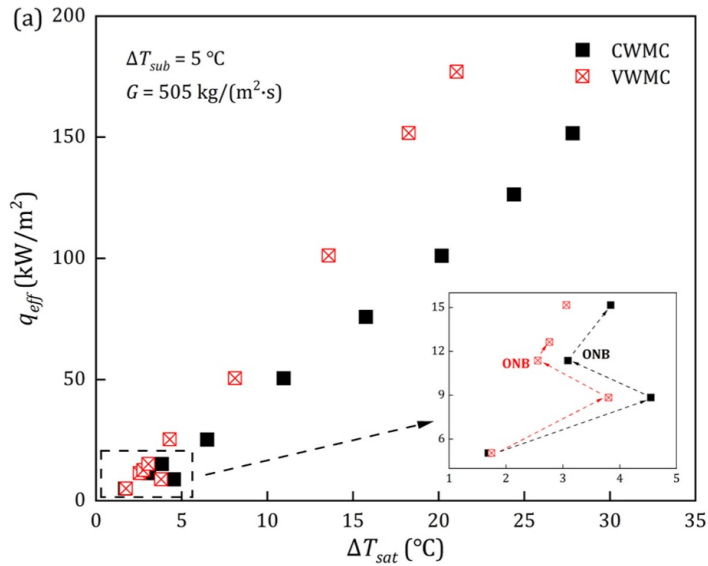 (a)
200
150
100
50
0
q_eff (kW/m²)
ΔT_sub = 5 °C
G = 505 kg/(m²·s)
CWMC
VWMC
15
12
9
6
ONB
ONB
1 2 3 4 5
0 5 10 15 20 25 30 35
ΔT_sat (°C)